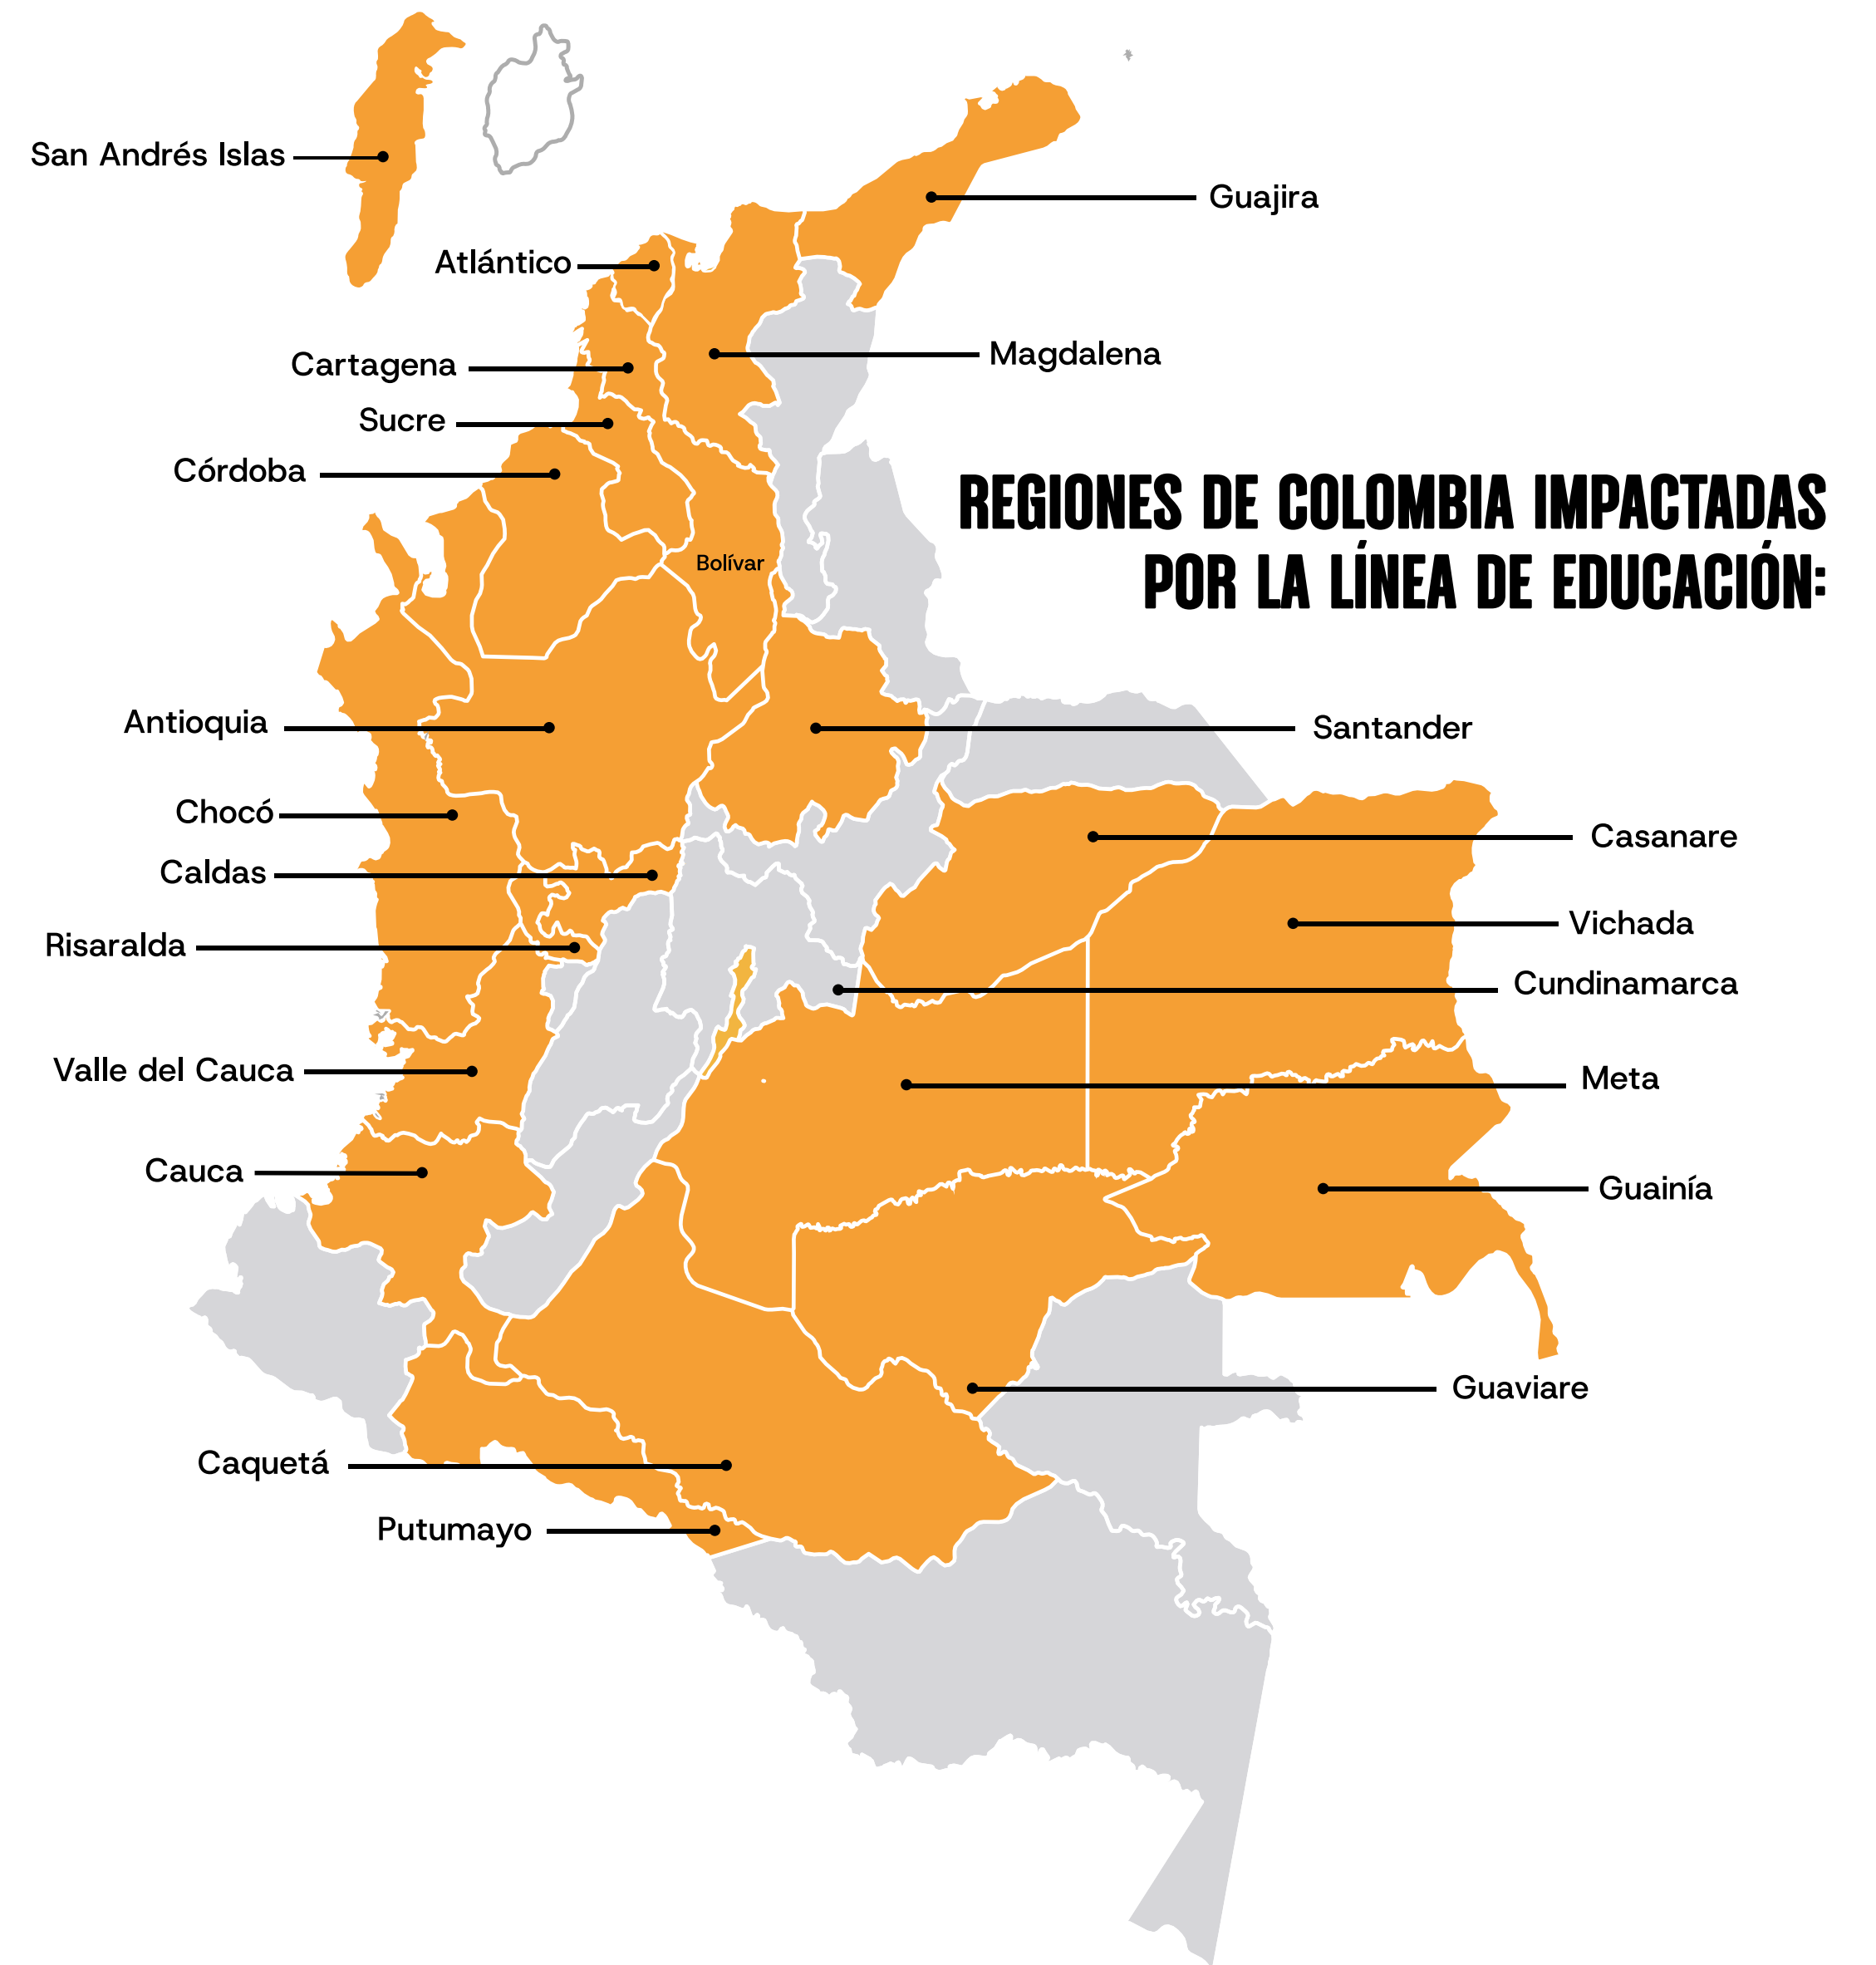 San Andrés Islas
Guajira
Atlántico
Magdalena
Cartagena
Sucre
Córdoba
REGIONES DE COLOMBIA IMPACTADAS
POR LA LÍNEA DE EDUCACIÓN:
Bolívar
Antioquia
Santander
Chocó
Casanare
Caldas
Vichada
Risaralda
Cundinamarca
Valle del Cauca
Meta
Cauca
Guainía
Guaviare
Caquetá
Putumayo